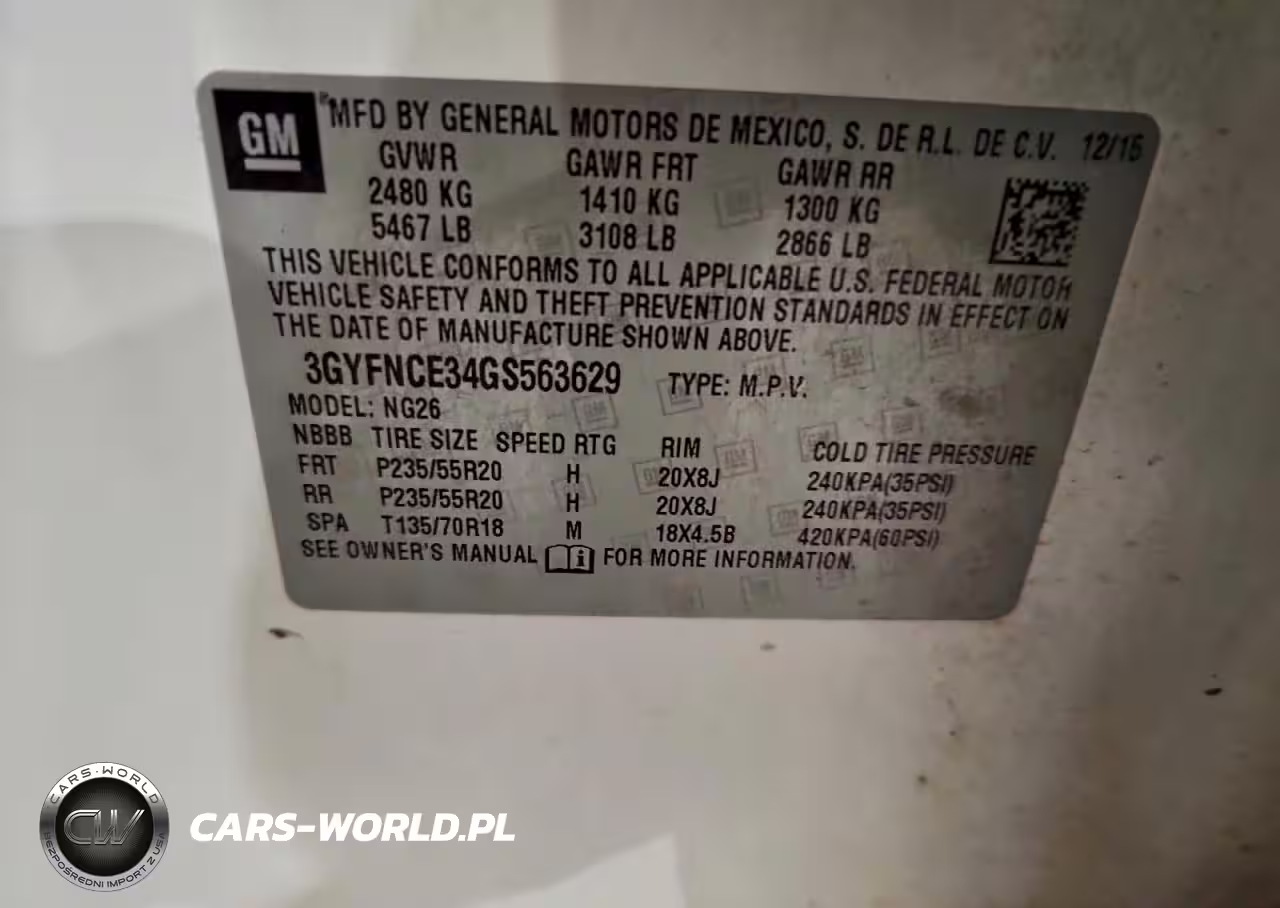 GM
MFD BY GENERAL MOTORS DE MEXICO, S. DE R.L. DE C.V. 12/15
GVWR GAWR FRT GAWR RR
2480 KG 1410 KG 1300 KG
5467 LB 3108 LB 2866 LB
THIS VEHICLE CONFORMS TO ALL APPLICABLE U.S. FEDERAL MOTOR
VEHICLE SAFETY AND THEFT PREVENTION STANDARDS IN EFFECT ON
THE DATE OF MANUFACTURE SHOWN ABOVE.
3GYFNCE34GS563629 TYPE: M.P.V.
MODEL: NG26
NBBB TIRE SIZE SPEED RTG RIM COLD TIRE PRESSURE
FRT P235/55R20 H 20X8J 240KPA(35PSI)
RR P235/55R20 H 20X8J 240KPA(35PSI)
SPA T135/70R18 M 18X4.5B 420KPA(60PSI)
SEE OWNER'S MANUAL FOR MORE INFORMATION.
CARS-WORLD
CW
BEZPOŚREDNI IMPORT Z USA
CARS-WORLD.PL